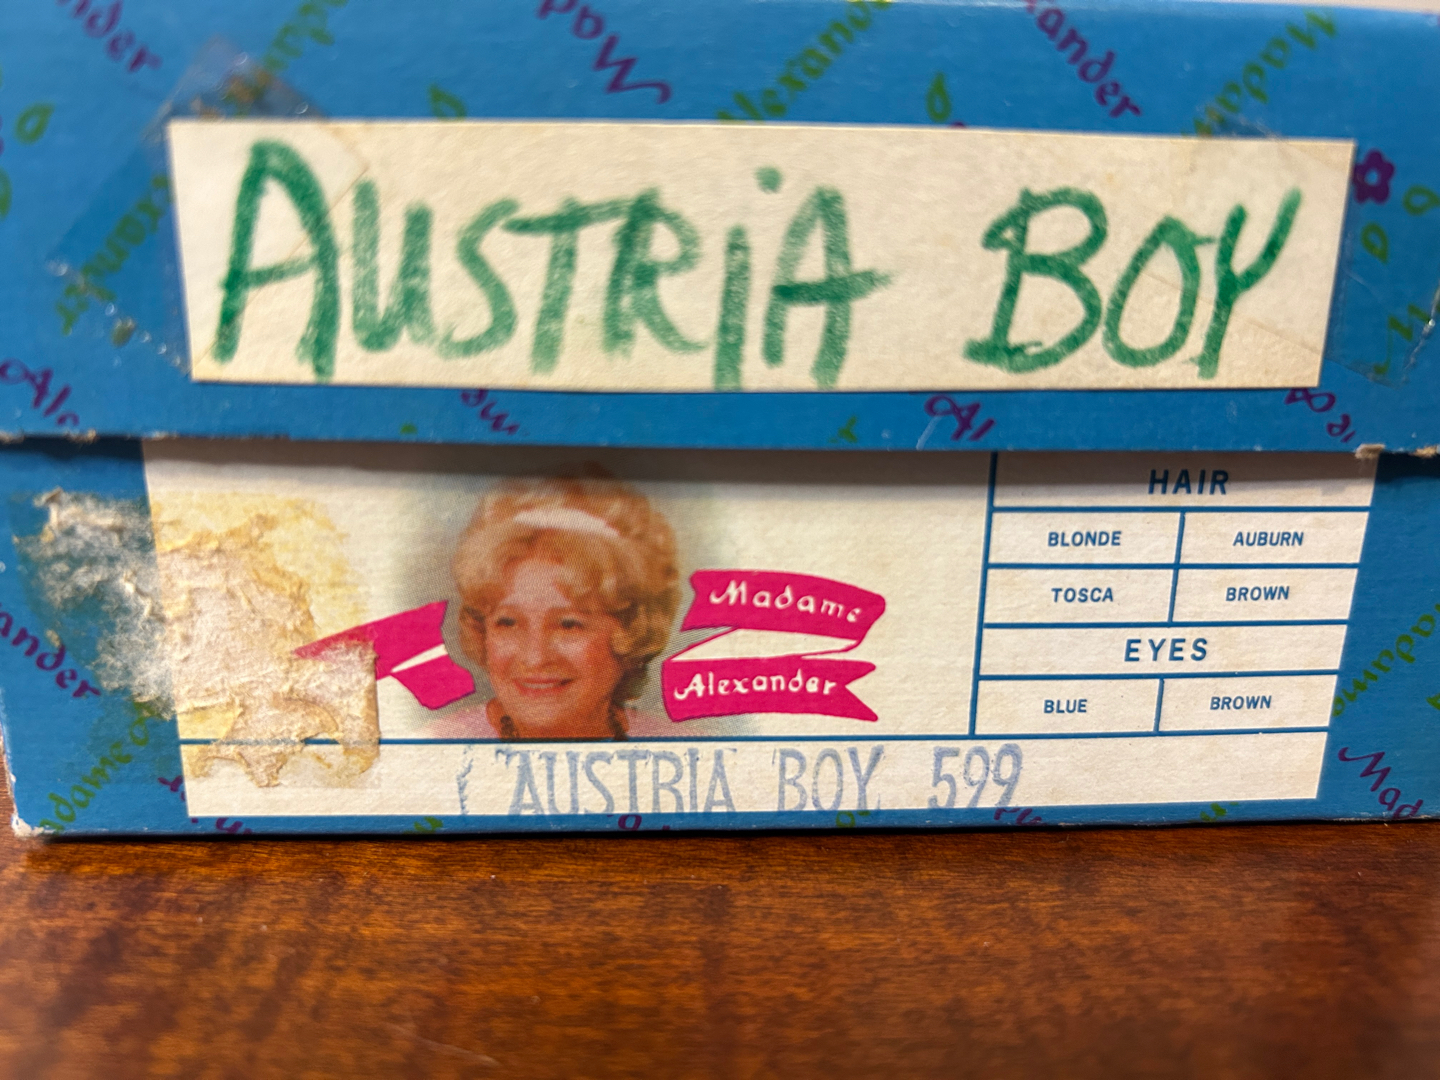 AUSTRiA BOY
HAIR
BLONDE AUBURN
TOSCA BROWN
EYES
BLUE BROWN
Madame
Alexander
AUSTRIA BOY 599